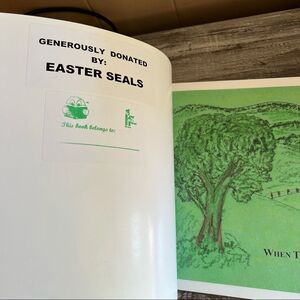 GENEROUSLY DONATED
BY:
EASTER SEALS
This book belongs to:
WHEN T